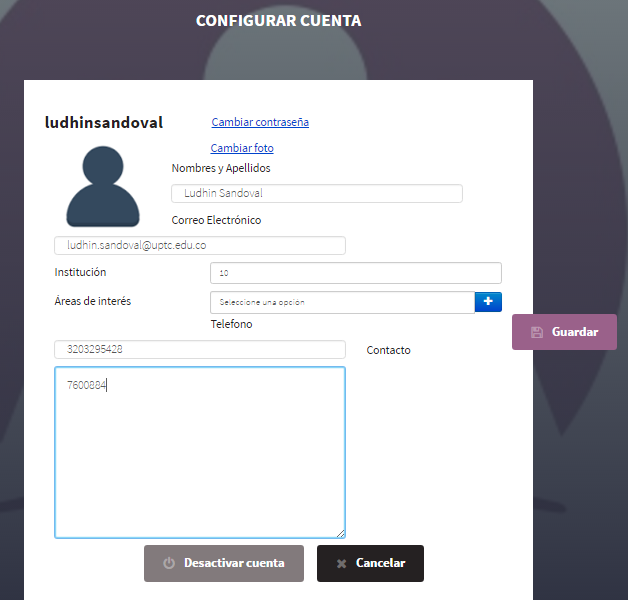 CONFIGURAR CUENTA
ludhinsandoval
Cambiar contraseña
Cambiar foto
Nombres y Apellidos
Ludhin Sandoval
Correo Electrónico
ludhin.sandoval@uptc.edu.co
Institución
10
Áreas de interés
Seleccione una opcion
+
Telefono
Guardar
3203295428
Contacto
7600884
Desactivar cuenta
Cancelar